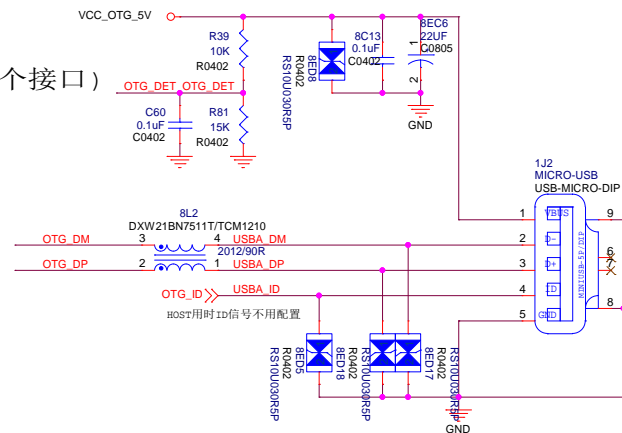 VCC_OTG_5V
R39
10K
R0402
8ED8
R0402
RS10U030R5P
8C13
0.1uF
C0402
8EC6
22UF
C0805
1
2
GND
个接口)
OTG_DET OTG_DET
C60
0.1uF
C0402
R81
15K
R0402
1J2
MICRO-USB
USB-MICRO-DIP
1 VBUS 9
2 D-
3 D+ 6
7
4 ID
5 GND 8
MINIUSB-5P/DIP
8L2
DXW21BN7511T/TCM1210
OTG_DM 3 4 USBA_DM
2012/90R
OTG_DP 2 1 USBA_DP
OTG_ID USBA_ID
HOST用时ID信号不用配置
8ED5
R0402
RS10U030R5P
8ED18
R0402
RS10U030R5P
8ED17
R0402
RS10U030R5P
GND